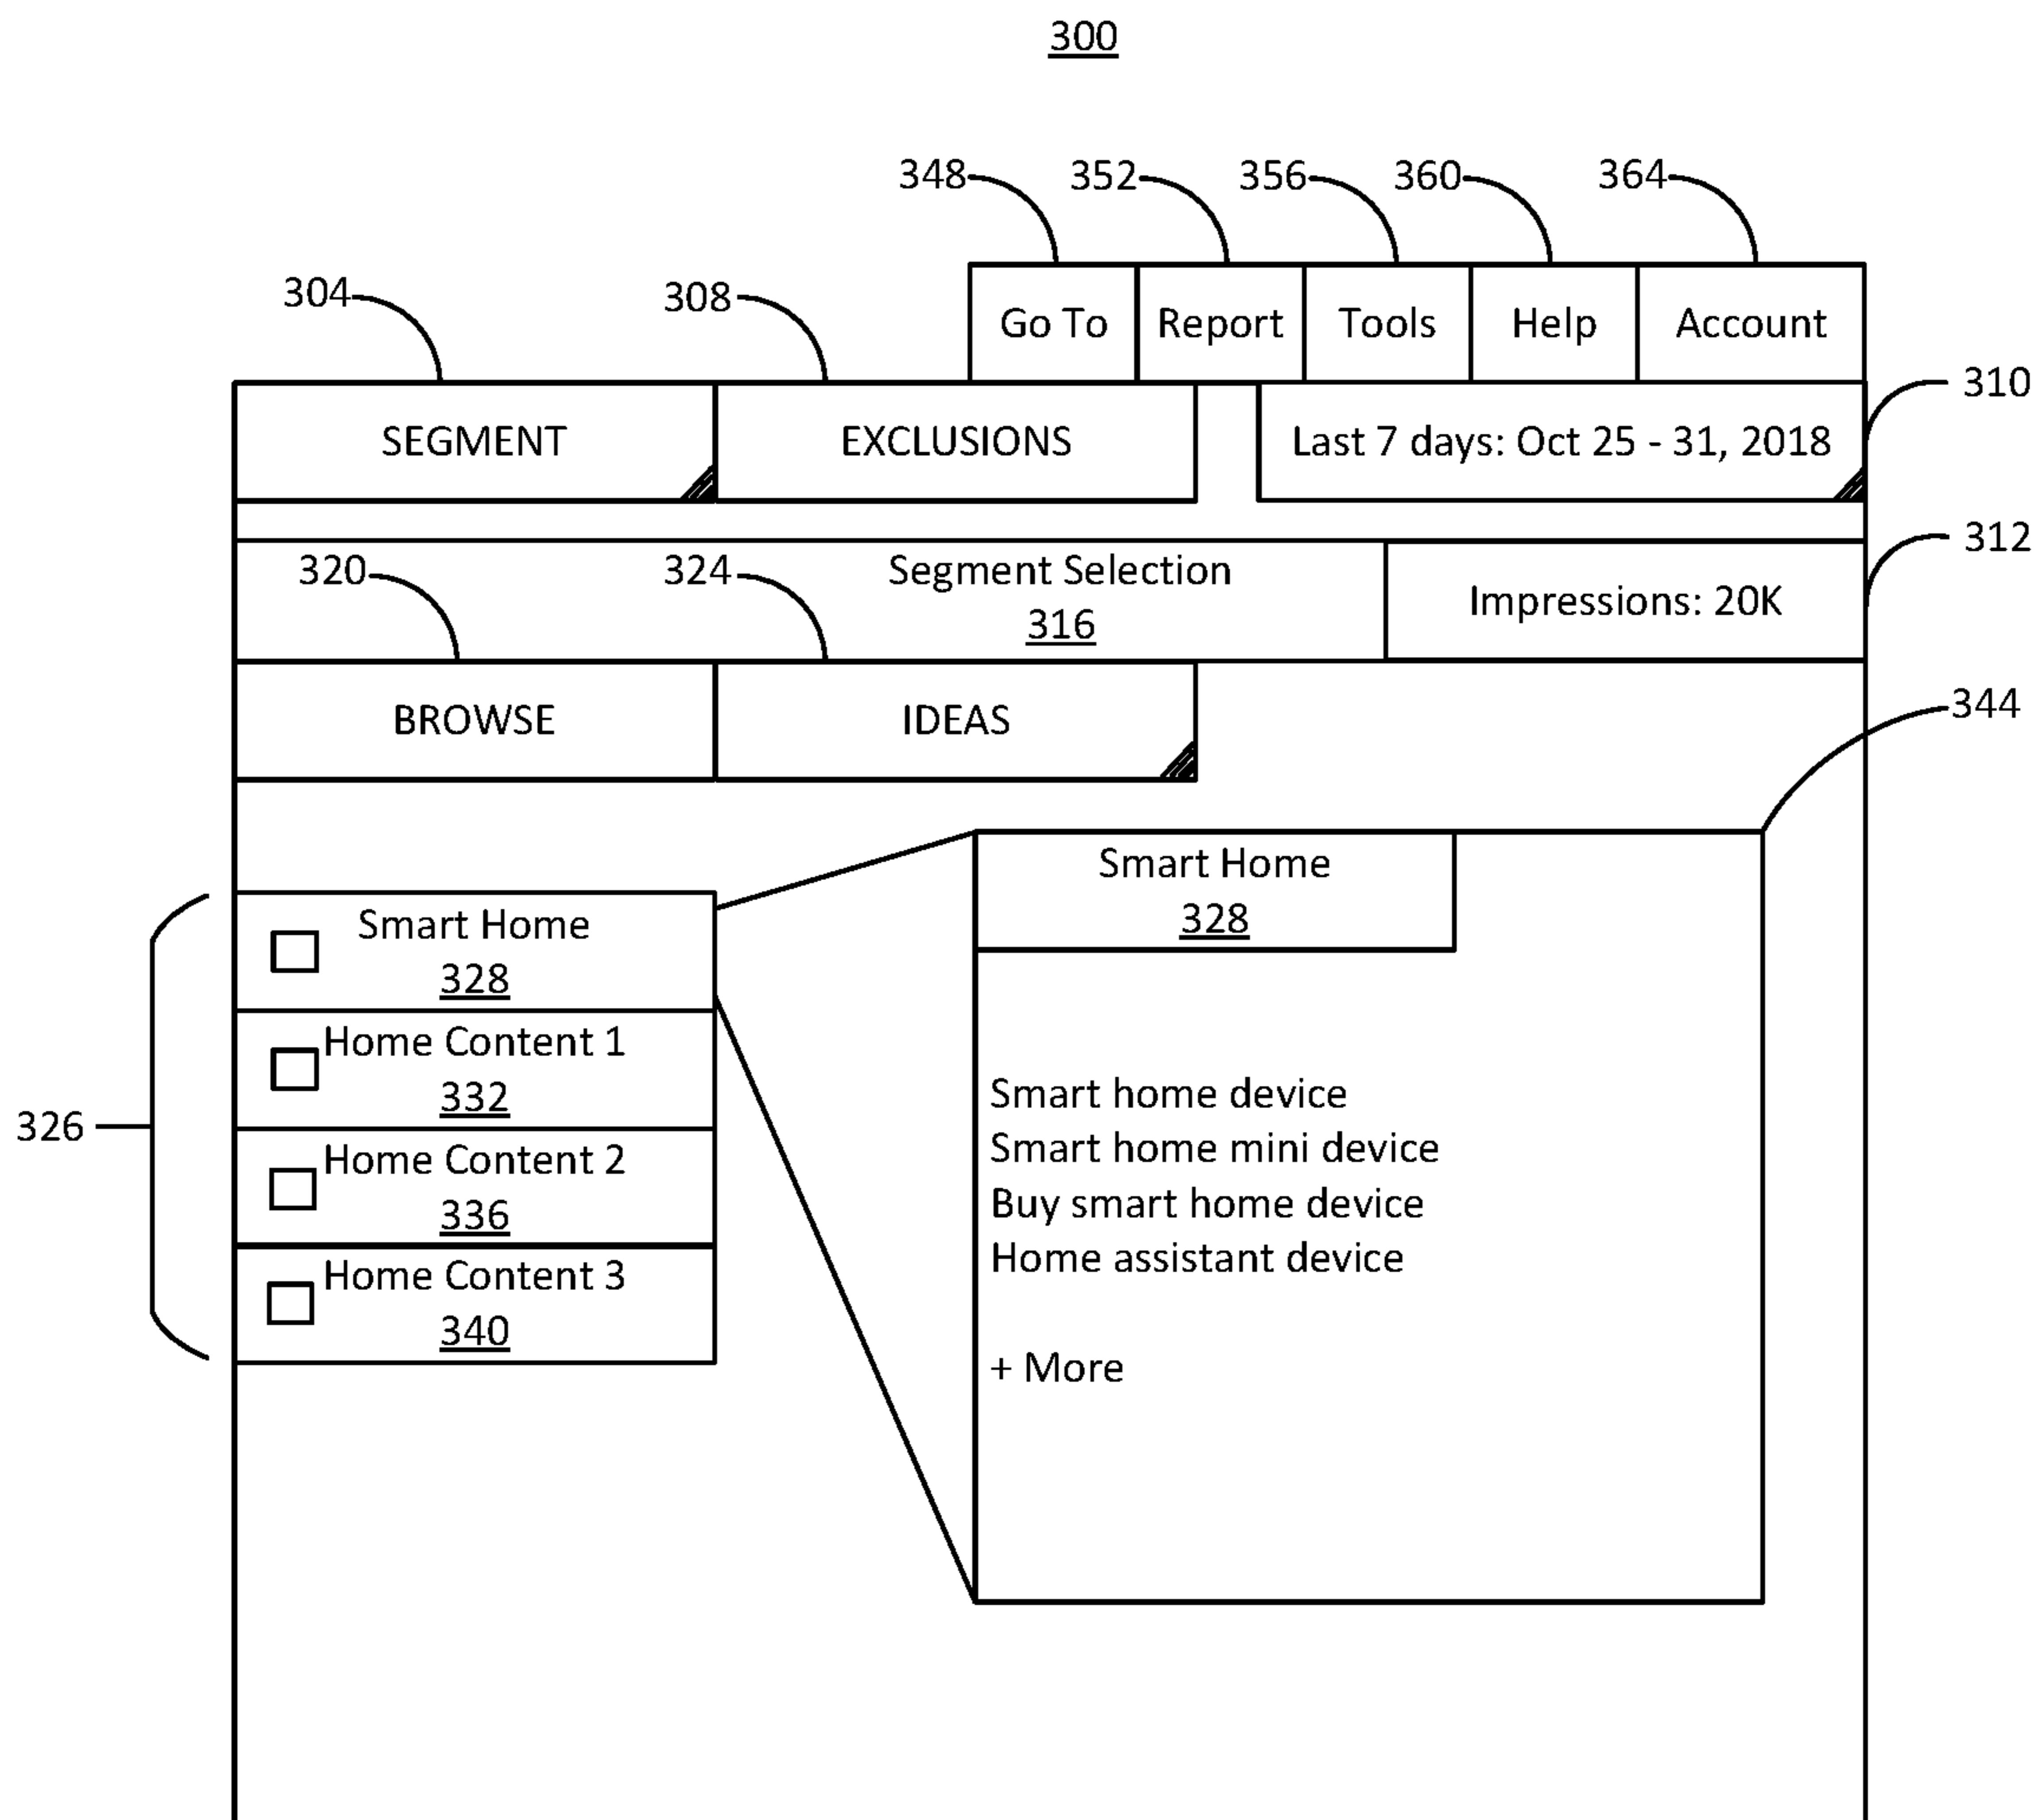 300
348 352 356 360 364
304 308 Go To Report Tools Help Account
310
SEGMENT EXCLUSIONS Last 7 days: Oct 25 - 31, 2018
312
320 324 Segment Selection
316
Impressions: 20K
BROWSE IDEAS
344
Smart Home
328
Smart Home
328
Home Content 1
332
326
Home Content 2
336
Home Content 3
340
Smart home device
Smart home mini device
Buy smart home device
Home assistant device
+ More